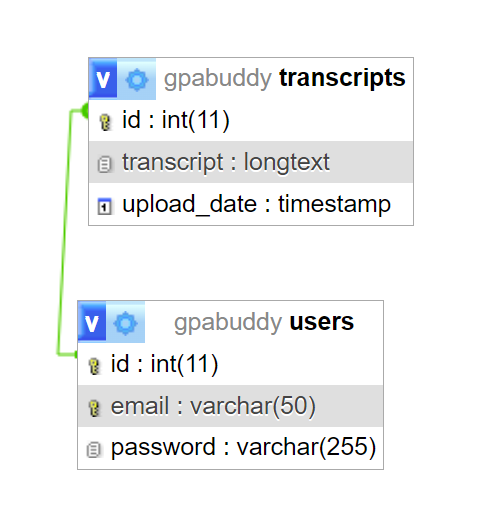 v gpabuddy transcripts
id : int(11)
transcript : longtext
1 upload_date : timestamp
v gpabuddy users
id : int(11)
email : varchar(50)
password : varchar(255)